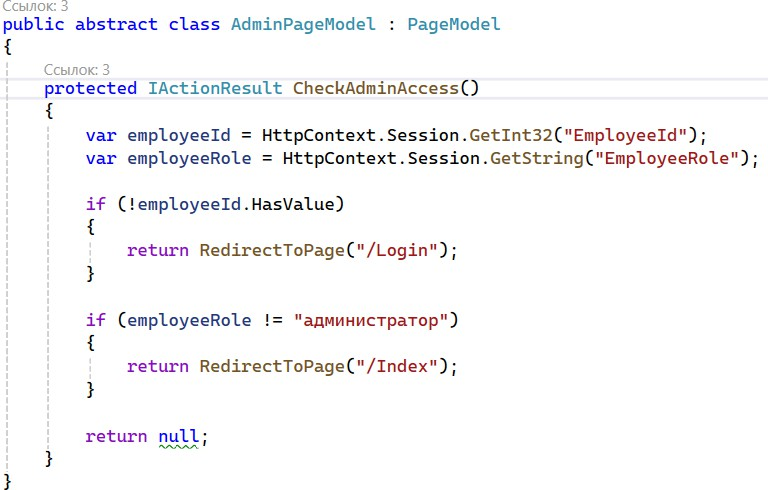 Ссылок: 3
public abstract class AdminPageModel : PageModel
{
Ссылок: 3
protected IActionResult CheckAdminAccess()
{
var employeeId = HttpContext.Session.GetInt32("EmployeeId");
var employeeRole = HttpContext.Session.GetString("EmployeeRole");
if (!employeeId.HasValue)
{
return RedirectToPage("/Login");
}
if (employeeRole != "администратор")
{
return RedirectToPage("/Index");
}
return null;
}
}